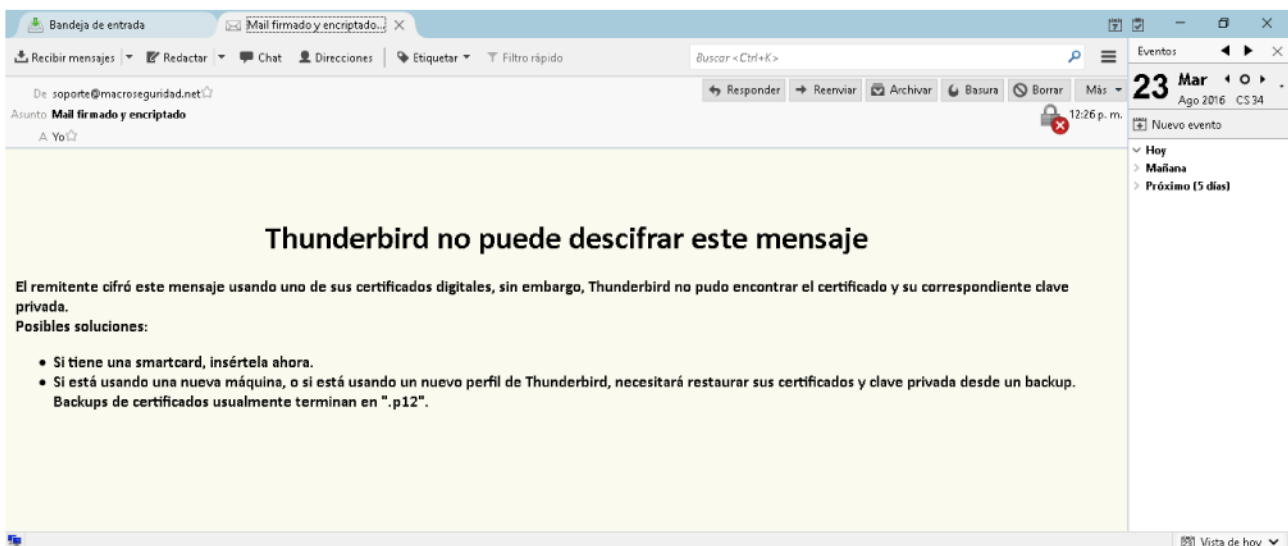 Bandeja de entrada
Mail firmado y encriptado...
Recibir mensajes
Redactar
Chat
Direcciones
Etiquetar
Filtro rápido
Buscar <Ctrl+K>
De soporte@macroseguridad.net
Responder
Reenviar
Archivar
Basura
Borrar
Más
Asunto Mail firmado y encriptado
12:26 p. m.
A Yo
Thunderbird no puede descifrar este mensaje
El remitente cifró este mensaje usando uno de sus certificados digitales, sin embargo, Thunderbird no pudo encontrar el certificado y su correspondiente clave
privada.
Posibles soluciones:
• Si tiene una smartcard, insértela ahora.
• Si está usando una nueva máquina, o si está usando un nuevo perfil de Thunderbird, necesitará restaurar sus certificados y clave privada desde un backup.
Backups de certificados usualmente terminan en ".p12".
Eventos
23 Mar
Ago 2016 CS 34
Nuevo evento
Hoy
Mañana
Próximo (5 días)
Vista de hoy